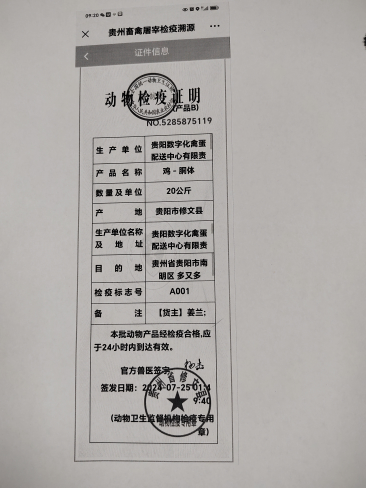 09:20
贵州畜禽屠宰检疫溯源
证件信息
动物检疫证明
(产品B)
NO.5285875119
生产单位 贵阳数字化禽蛋
配送中心有限责
产品名称 鸡-胴体
数量及单位 20公斤
产地 贵阳市修文县
生产单位名称 贵阳数字化禽蛋
及地址 配送中心有限责
目的地 贵州省贵阳市南
明区 多又多
检疫标志号 A001
备注 【货主】姜兰;
本批动物产品经检疫合格,应
于24小时内到达有效。
官方兽医签字:
签发日期: 2024-07-25 01:4
9:40
(动物卫生监督机构检疫专用
章)